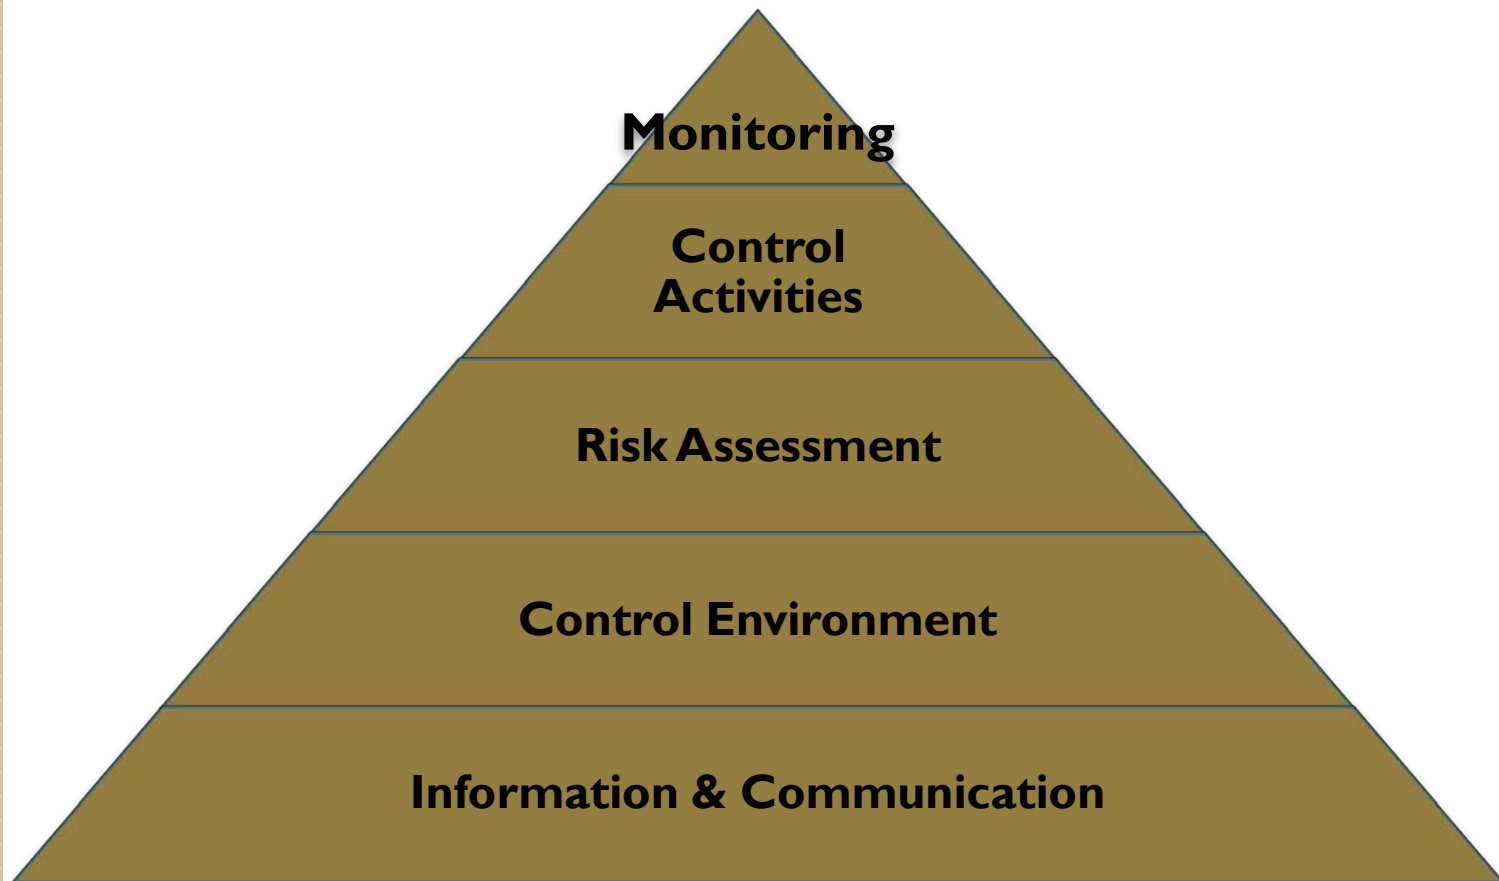 Monitoring
Control
Activities
Risk Assessment
Control Environment
Information & Communication